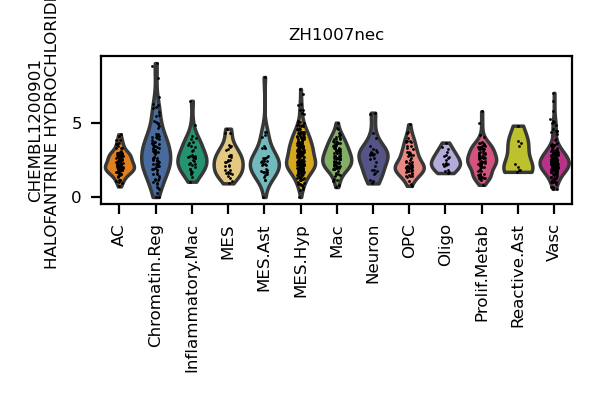 ZH1007nec
CHEMBL1200901
HALOFANTRINE HYDROCHLORIDE
5
0
AC
Chromatin.Reg
Inflammatory.Mac
MES
MES.Ast
MES.Hyp
Mac
Neuron
OPC
Oligo
Prolif.Metab
Reactive.Ast
Vasc